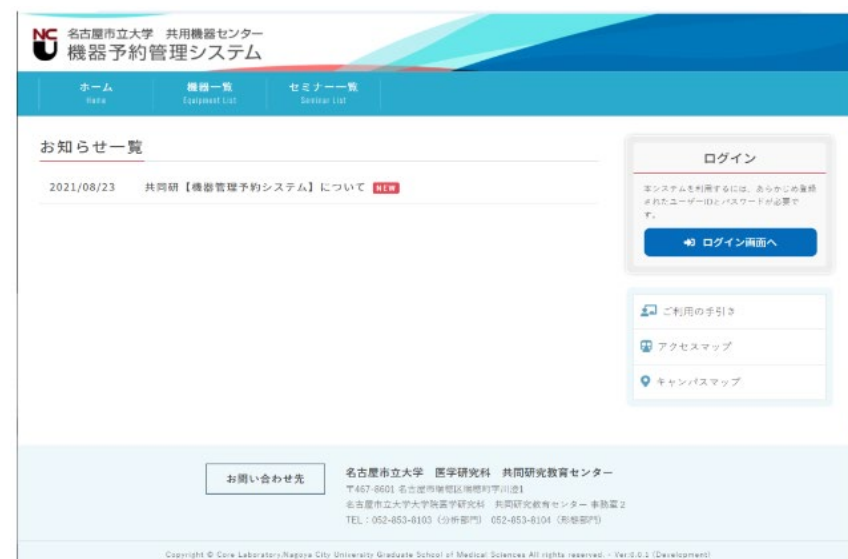 NC
U
名古屋市立大学 共用機器センター
機器予約管理システム
ホーム
Home
機器一覧
Equipment List
セミナー一覧
Seminar List
お知らせ一覧
2021/08/23 共同研【機器管理予約システム】について NEW
ログイン
本システムを利用するには、あらかじめ登録
されたユーザーIDとパスワードが必要で
す。
ログイン画面へ
ご利用の手引き
アクセスマップ
キャンパスマップ
お問い合わせ先
名古屋市立大学 医学研究科 共同研究教育センター
〒467-8601 名古屋市瑞穂区瑞穂町字川澄1
名古屋市立大学大学院医学研究科 共同研究教育センター 事務室2
TEL：052-853-8103（分析部門） 052-853-8104（形態部門）
Copyright © Core Laboratory,Nagoya City University Graduate School of Medical Sciences All rights reserved. - Ver:0.0.1 (Development)